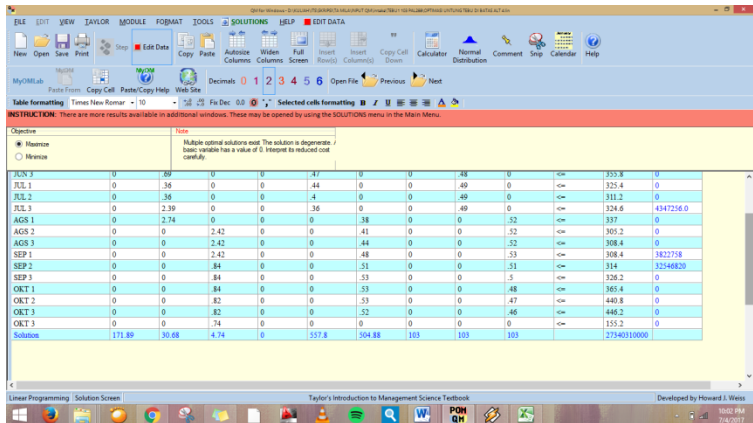 FILE EDIT VIEW TAYLOR MODULE FORMAT TOOLS SOLUTIONS HELP EDIT DATA
New Open Save Print Step Edit Data Copy Paste Autosize Columns Widen Columns Full Screen Insert Row(s) Insert Column(s) Copy Cell Down Calculator Normal Distribution Comment Snip Calendar Help
MyOMLab Paste From Copy Cell Paste/Copy Help Web Site Decimals 0 1 2 3 4 5 6 Open File Previous Next
Table formatting Times New Romar 10 Fix Dec 0.0 Selected cells formatting B I U
INSTRUCTION: There are more results available in additional windows. These may be opened by using the SOLUTIONS menu in the Main Menu.
Objective Note
Maximize Multiple optimal solutions exist The solution is degenerate.
Minimize basic variable has a value of 0. Interpret its reduced cost
carefully.
JUN 3 0 .69 0 .47 0 0 .48 0 <= 355.8 0
JUL 1 0 .36 0 .44 0 0 .49 0 <= 325.4 0
JUL 2 0 .36 0 .4 0 0 .49 0 <= 311.2 0
JUL 3 0 2.39 0 .36 0 0 .49 0 <= 324.6 4347256.0
AGS 1 0 2.74 0 0 .38 0 0 .52 <= 337 0
AGS 2 0 0 2.42 0 .41 0 0 .52 <= 305.2 0
AGS 3 0 0 2.42 0 .44 0 0 .52 <= 308.4 0
SEP 1 0 0 2.42 0 .48 0 0 .53 <= 308.4 3822758
SEP 2 0 0 .84 0 .51 0 0 .51 <= 314 32546820
SEP 3 0 0 .84 0 .53 0 0 .5 <= 326.2 0
OKT 1 0 0 .84 0 .53 0 0 .48 <= 365.4 0
OKT 2 0 0 .82 0 .53 0 0 .47 <= 440.8 0
OKT 3 0 0 .82 0 .52 0 0 .46 <= 446.2 0
OKT 3 0 0 .74 0 0 0 0 0 <= 155.2 0
Solution 171.89 30.68 4.74 0 557.8 504.88 103 103 103 27340310000
Linear Programming Solution Screen Taylor's Introduction to Management Science Textbook Developed by Howard J. Weiss
POM QM 10:02 PM
7/4/2017